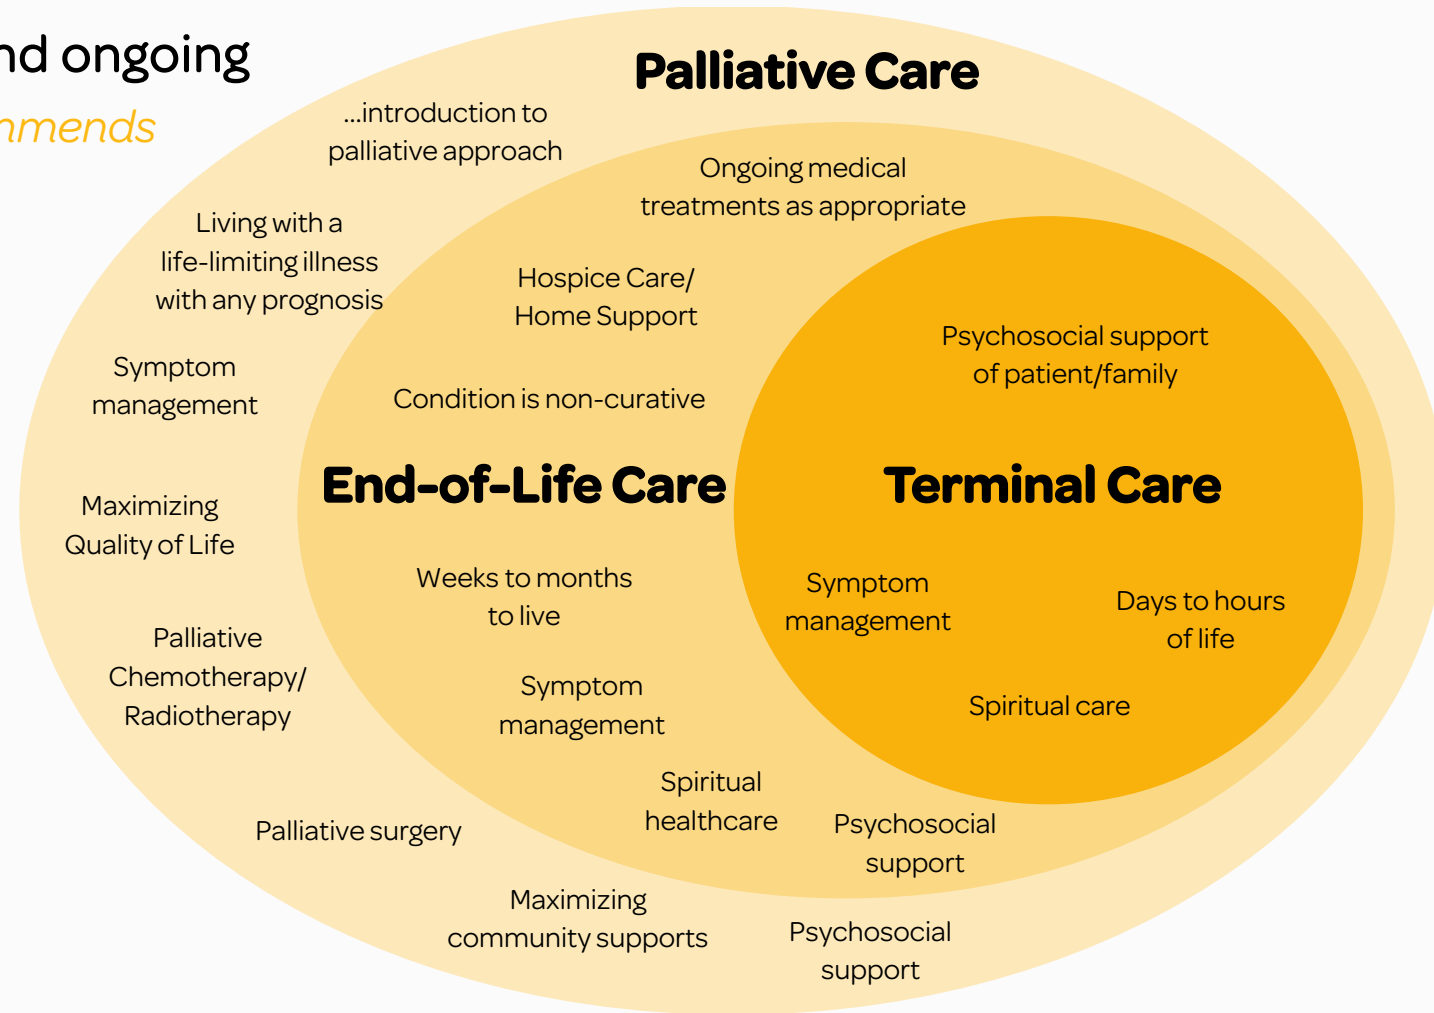 nd ongoing
mmends
Palliative Care
...introduction to
palliative approach
Living with a
life-limiting illness
with any prognosis
Symptom
management
Maximizing
Quality of Life
Palliative
Chemotherapy/
Radiotherapy
Palliative surgery
Maximizing
community supports
Psychosocial
support
Ongoing medical
treatments as appropriate
Hospice Care/
Home Support
Condition is non-curative
End-of-Life Care
Weeks to months
to live
Symptom
management
Spiritual
healthcare
Psychosocial
support
Psychosocial support
of patient/family
Terminal Care
Symptom
management
Days to hours
of life
Spiritual care